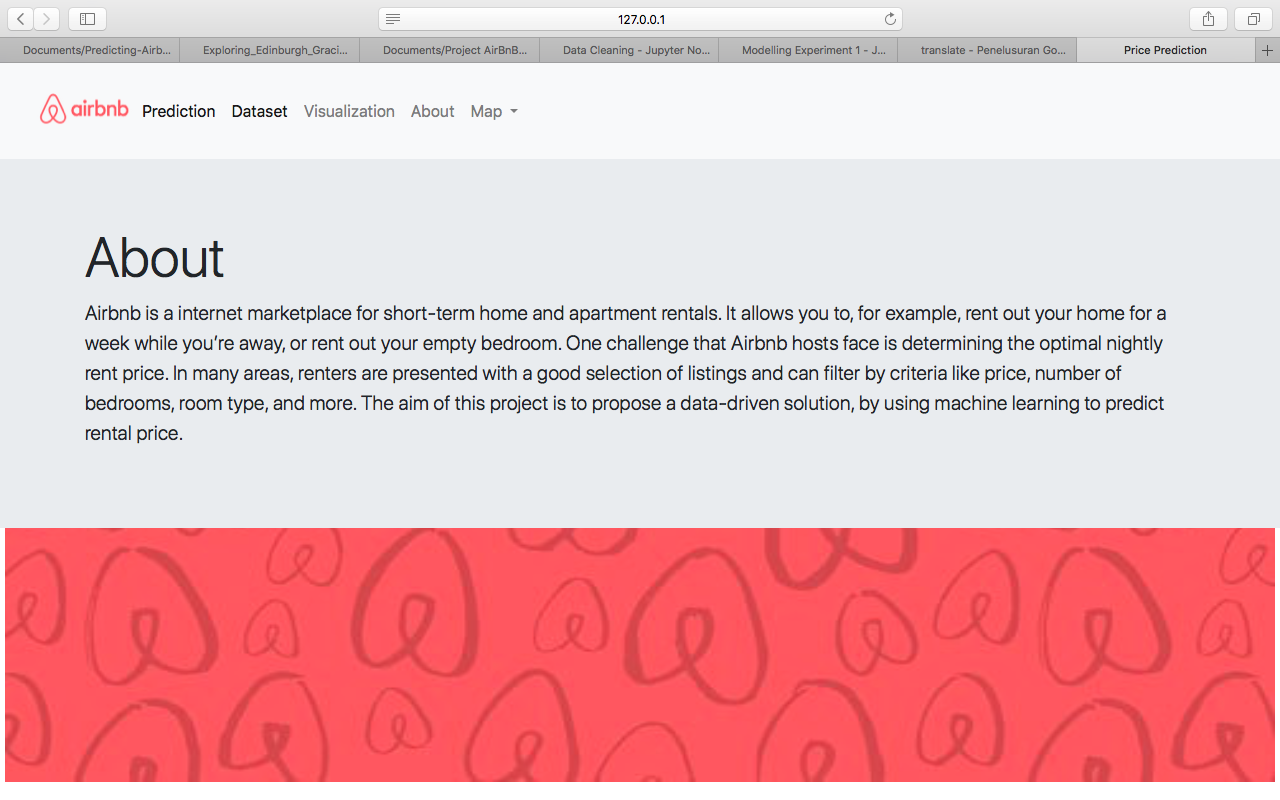 127.0.0.1
Documents/Predicting-Airb...
Exploring_Edinburgh_Graci...
Documents/Project AirBnB...
Data Cleaning - Jupyter No...
Modelling Experiment 1 - J...
translate - Penelusuran Go...
Price Prediction
airbnb Prediction Dataset Visualization About Map
About
Airbnb is a internet marketplace for short-term home and apartment rentals. It allows you to, for example, rent out your home for a
week while you’re away, or rent out your empty bedroom. One challenge that Airbnb hosts face is determining the optimal nightly
rent price. In many areas, renters are presented with a good selection of listings and can filter by criteria like price, number of
bedrooms, room type, and more. The aim of this project is to propose a data-driven solution, by using machine learning to predict
rental price.